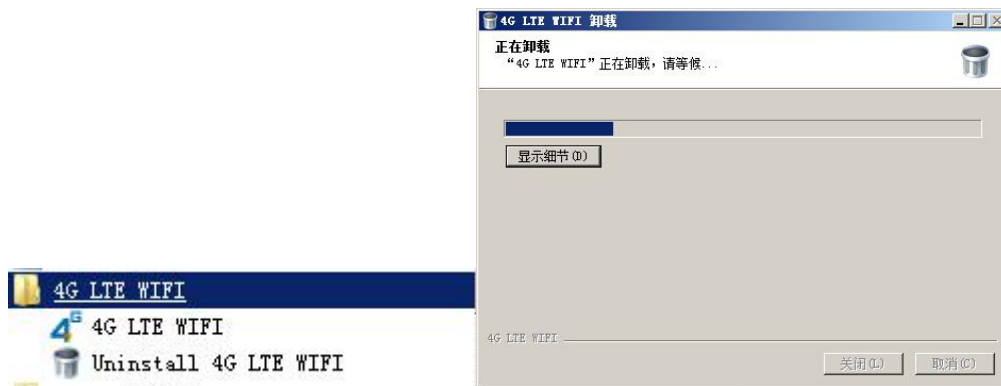 4G LTE WIFI
4G LTE WIFI
Uninstall 4G LTE WIFI
4G LTE WIFI 卸载
正在卸载
“4G LTE WIFI”正在卸载，请等候...
显示细节(D)
4G LTE WIFI
关闭(L)
取消(C)